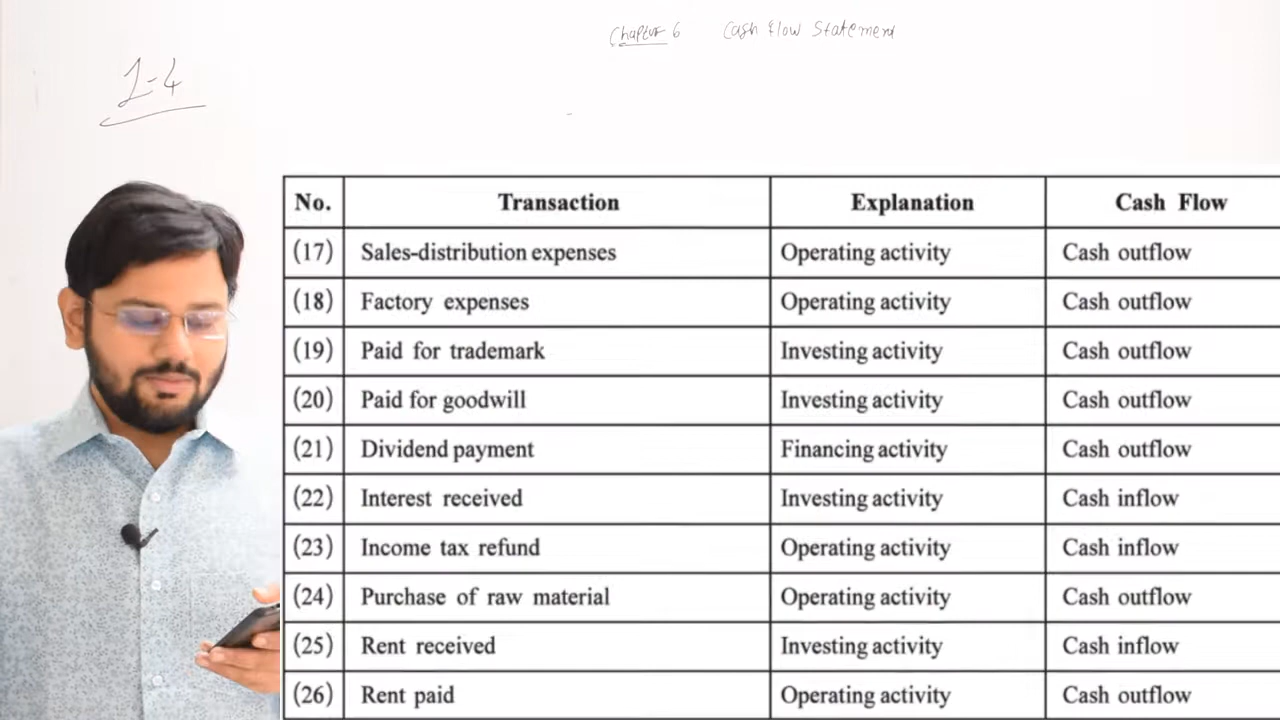 Chapter 6 Cash Flow Statement
1-4
No. Transaction Explanation Cash Flow
(17) Sales-distribution expenses Operating activity Cash outflow
(18) Factory expenses Operating activity Cash outflow
(19) Paid for trademark Investing activity Cash outflow
(20) Paid for goodwill Investing activity Cash outflow
(21) Dividend payment Financing activity Cash outflow
(22) Interest received Investing activity Cash inflow
(23) Income tax refund Operating activity Cash inflow
(24) Purchase of raw material Operating activity Cash outflow
(25) Rent received Investing activity Cash inflow
(26) Rent paid Operating activity Cash outflow